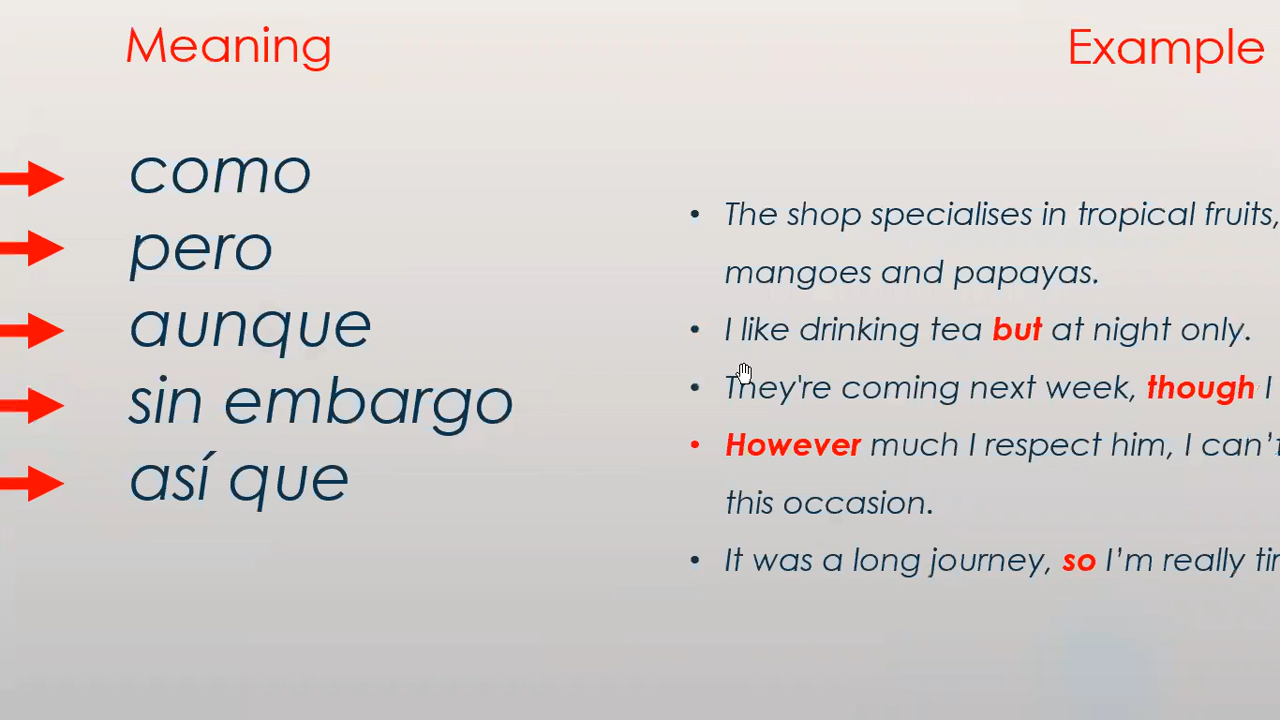 Meaning
Example
como
pero
aunque
sin embargo
así que
• The shop specialises in tropical fruits,
mangoes and papayas.
• I like drinking tea but at night only.
• They're coming next week, though I
• However much I respect him, I can't
this occasion.
• It was a long journey, so I'm really